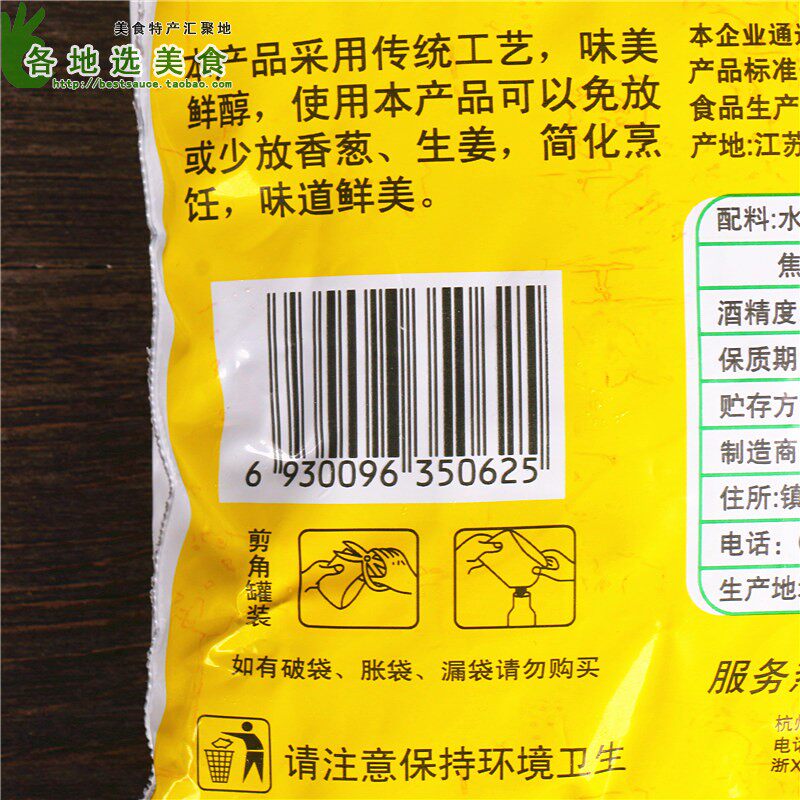 美食特产汇聚地
各地选美食
http://bestsauce.taobao.com
本产品采用传统工艺，味美
鲜醇，使用本产品可以免放
或少放香葱、生姜，简化烹
饪，味道鲜美。
本企业通
产品标准
食品生产
产地:江苏
配料:水
焦
酒精度
保质期
贮存方
制造商
住所:镇
电话：
生产地
6 930096 350625
剪角罐装
如有破袋、胀袋、漏袋请勿购买
请注意保持环境卫生
服务
杭州
电话
浙X